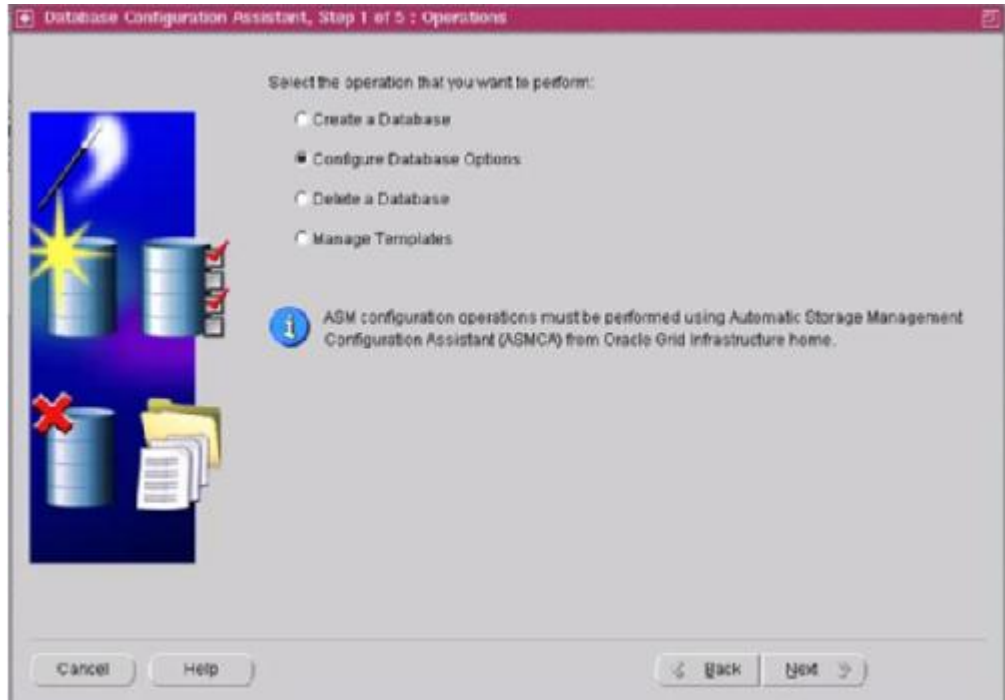 Database Configuration Assistant, Step 1 of 5 : Operations
Select the operation that you want to perform:
Create a Database
Configure Database Options
Delete a Database
Manage Templates
ASM configuration operations must be performed using Automatic Storage Management
Configuration Assistant (ASMCA) from Oracle Grid Infrastructure home.
Cancel
Help
Back
Next